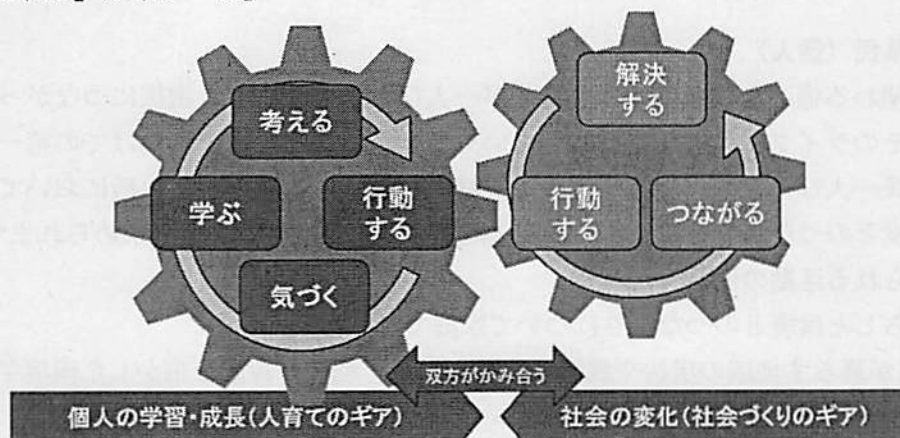 考える
学ぶ
行動
する
気づく
解決
する
行動
する
つながる
双方がかみ合う
個人の学習・成長(人育てのギア)
社会の変化(社会づくりのギア)